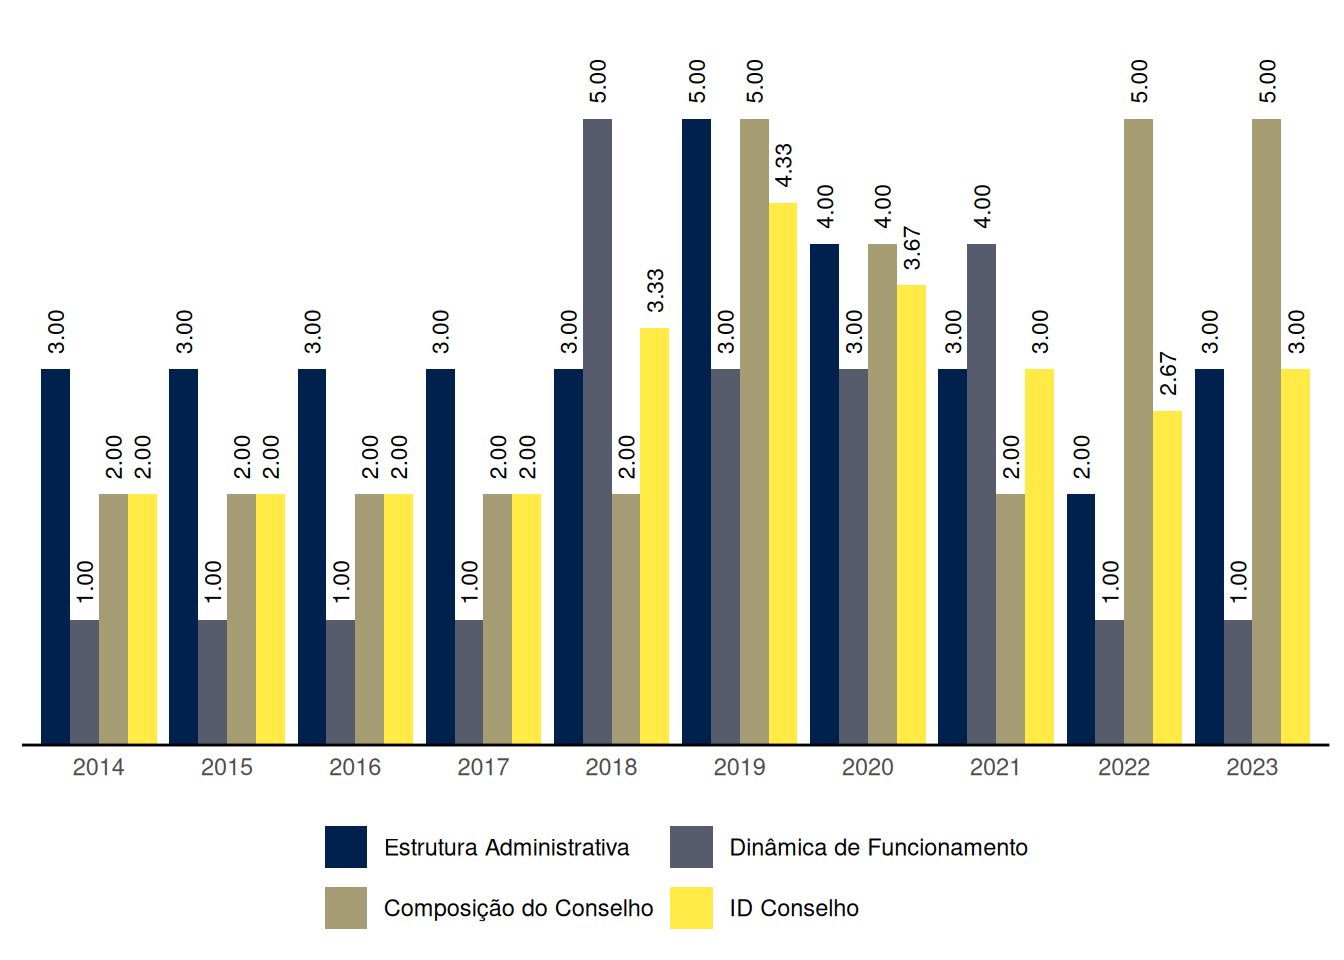 5.00 5.00 5.00 5.00 5.00
4.33
4.00 4.00 4.00
3.67
3.33
3.00 3.00 3.00 3.00 3.00 3.00 3.00 3.00 3.00 3.00 3.00
2.67
2.00 2.00 2.00 2.00 2.00 2.00 2.00 2.00 2.00 2.00 2.00
1.00 1.00 1.00 1.00 1.00 1.00
2014 2015 2016 2017 2018 2019 2020 2021 2022 2023
Estrutura Administrativa Dinâmica de Funcionamento
Composição do Conselho ID Conselho